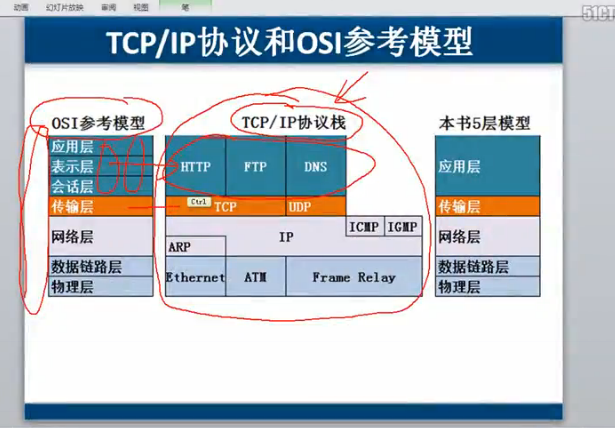 动画 幻灯片放映 审阅 视图 笔
51CT
TCP/IP协议和OSI参考模型
OSI参考模型 TCP/IP协议栈 本书5层模型
应用层
表示层 HTTP FTP DNS 应用层
会话层
Ctrl
传输层 TCP UDP 传输层
ICMP IGMP
网络层 IP 网络层
ARP
数据链路层 数据链路层
Ethernet ATM Frame Relay
物理层 物理层